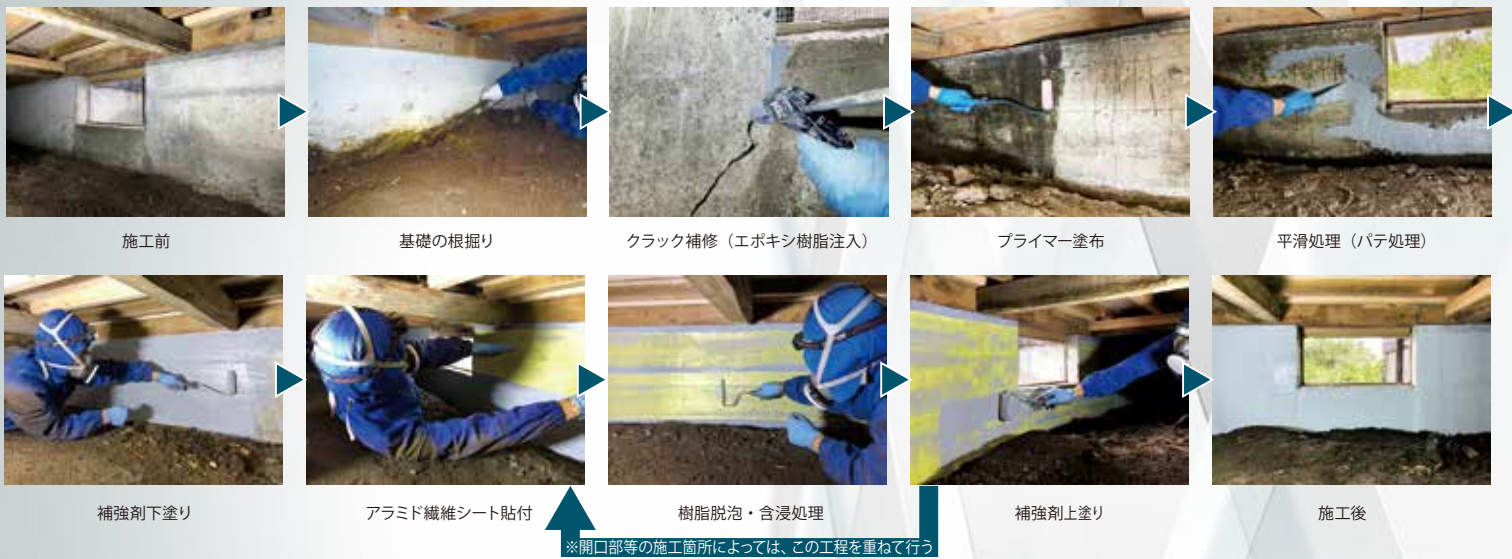 施工前
基礎の根掘り
クラック補修（エポキシ樹脂注入）
プライマー塗布
平滑処理（パテ処理）
補強剤下塗り
アラミド繊維シート貼付
樹脂脱泡・含浸処理
補強剤上塗り
施工後
※開口部等の施工箇所によっては、この工程を重ねて行う